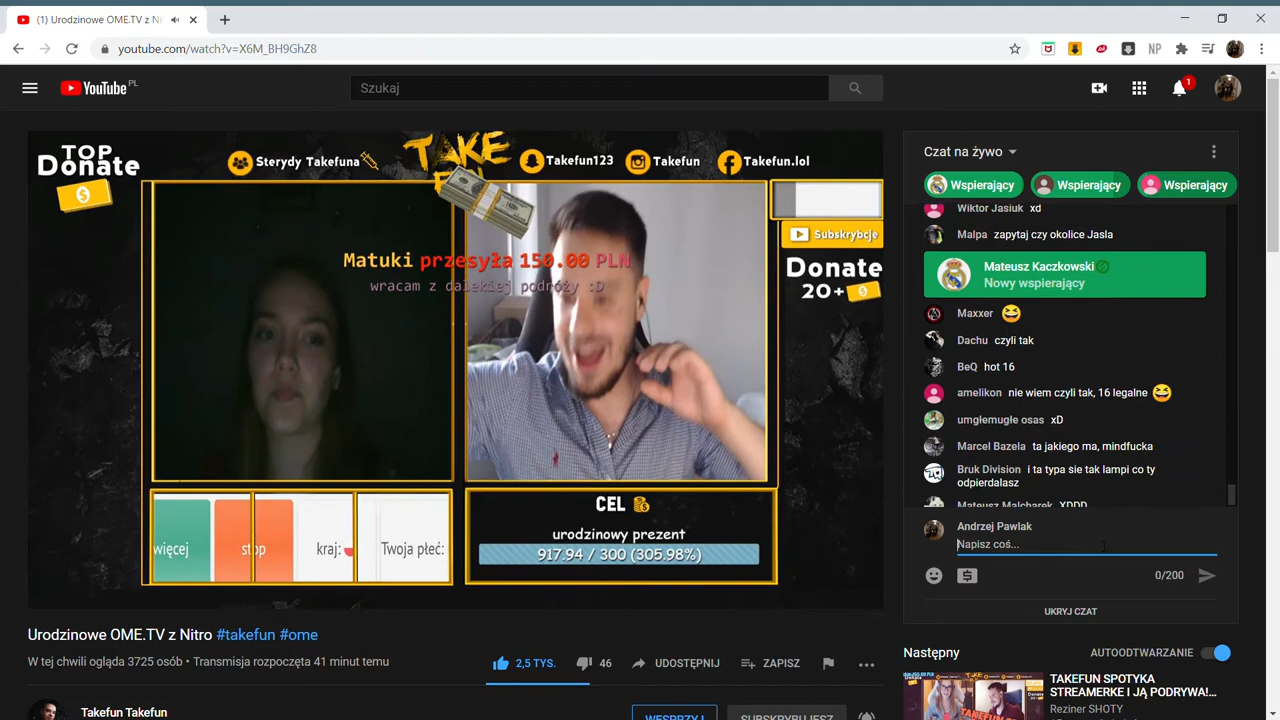 (1) Urodzinowe OME.TV z Ni
youtube.com/watch?v=X6M_BH9GhZ8
NP
YouTube PL
Szukaj
1
TOP
Donate
Sterydy Takefuna
TAKE
Takefun123
Takefun
Takefun.lol
Subskrybcje
Donate
20+
Matuki przesyła 150.00 PLN
wracam z dalekiej podróży :D
więcej
stop
kraj:
Twoja płeć:
CEL
urodzinowy prezent
917.94 / 300 (305.98%)
Urodzinowe OME.TV z Nitro #takefun #ome
W tej chwili ogląda 3725 osób • Transmisja rozpoczęta 41 minut temu
2,5 TYS.
46
UDOSTĘPNIJ
ZAPISZ
Takefun Takefun
WESPRZYJ
SUBSKRYBUJESZ
Czat na żywo
Wspierający
Wspierający
Wspierający
Wiktor Jasiuk xd
Malpa zapytaj czy okolice Jasla
Mateusz Kaczkowski
Nowy wspierający
Maxxer
Dachu czyli tak
BeQ hot 16
amelikon nie wiem czyli tak, 16 legalne
umgłemugłe osas xD
Marcel Bazela ta jakiego ma, mindfucka
Bruk Division i ta typa sie tak lampi co ty
odpierdalasz
Mateusz Malcharek XDDD
Andrzej Pawlak
Napisz coś...
0/200
UKRYJ CZAT
Następny
AUTOODTWARZANIE
TAKEFUN SPOTYKA
STREAMERKE I JĄ PODRYWA!...
Reziner SHOTY